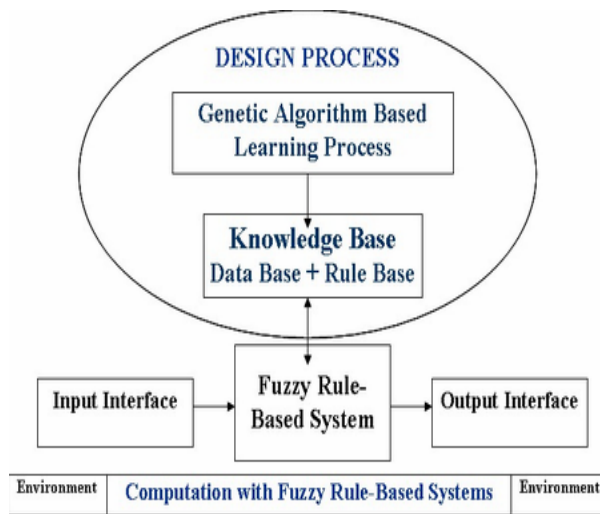 DESIGN PROCESS
Genetic Algorithm Based
Learning Process
Knowledge Base
Data Base + Rule Base
Input Interface
Fuzzy Rule-
Based System
Output Interface
Environment
Computation with Fuzzy Rule-Based Systems
Environment